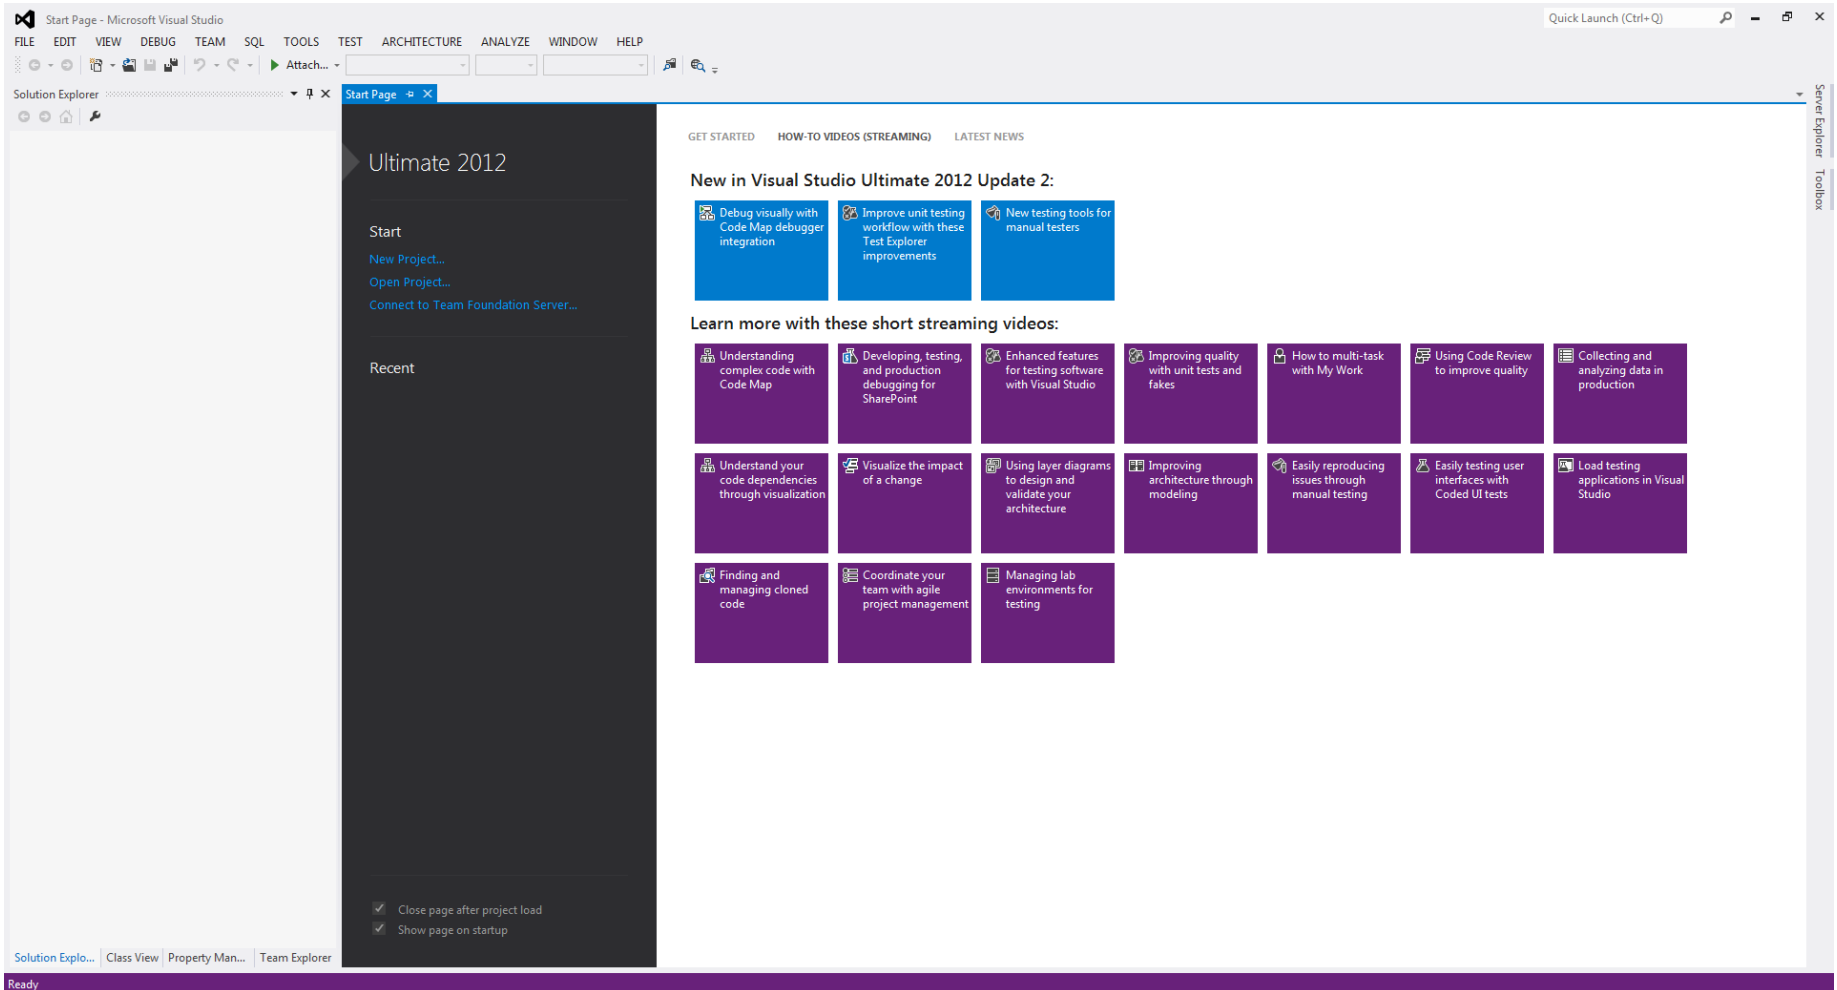 Start Page - Microsoft Visual Studio
Quick Launch (Ctrl+Q)
FILE EDIT VIEW DEBUG TEAM SQL TOOLS TEST ARCHITECTURE ANALYZE WINDOW HELP
Attach...
Solution Explorer
Start Page
Server Explorer
Toolbox
Ultimate 2012
Start
New Project...
Open Project...
Connect to Team Foundation Server...
Recent
Close page after project load
Show page on startup
GET STARTED HOW-TO VIDEOS (STREAMING) LATEST NEWS
New in Visual Studio Ultimate 2012 Update 2:
Debug visually with
Code Map debugger
integration
Improve unit testing
workflow with these
Test Explorer
improvements
New testing tools for
manual testers
Learn more with these short streaming videos:
Understanding
complex code with
Code Map
Developing, testing,
and production
debugging for
SharePoint
Enhanced features
for testing software
with Visual Studio
Improving quality
with unit tests and
fakes
How to multi-task
with My Work
Using Code Review
to improve quality
Collecting and
analyzing data in
production
Understand your
code dependencies
through visualization
Visualize the impact
of a change
Using layer diagrams
to design and
validate your
architecture
Improving
architecture through
modeling
Easily reproducing
issues through
manual testing
Easily testing user
interfaces with
Coded UI tests
Load testing
applications in Visual
Studio
Finding and
managing cloned
code
Coordinate your
team with agile
project management
Managing lab
environments for
testing
Solution Explo... Class View Property Man... Team Explorer
Ready